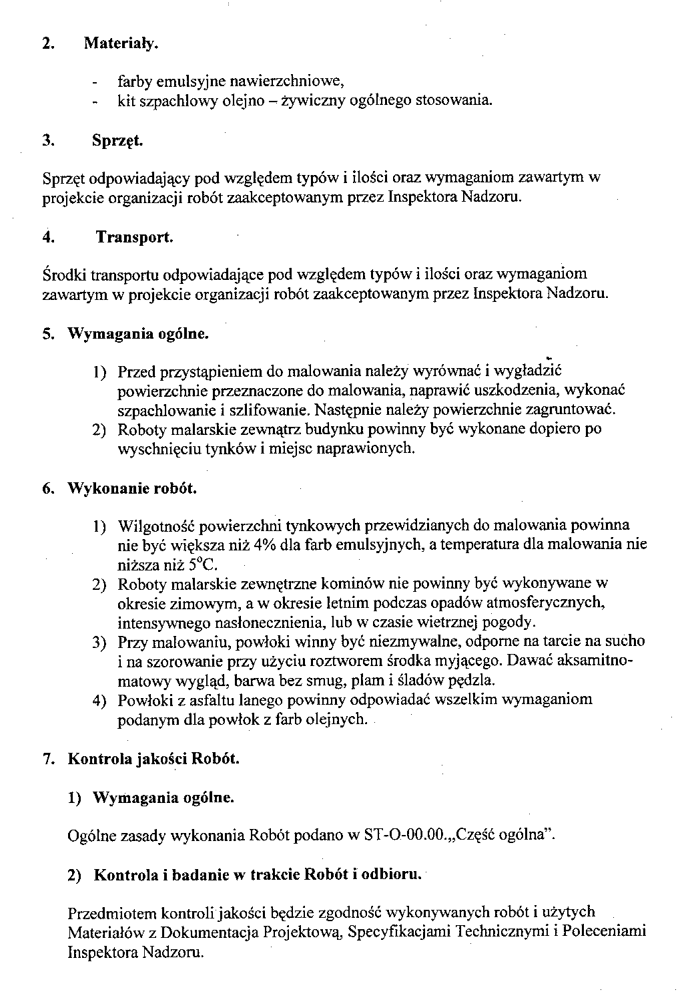 2. Materiały.
- farby emulsyjne nawierzchniowe,
- kit szpachlowy olejno – żywiczny ogólnego stosowania.
3. Sprzęt.
Sprzęt odpowiadający pod względem typów i ilości oraz wymaganiom zawartym w
projekcie organizacji robót zaakceptowanym przez Inspektora Nadzoru.
4. Transport.
Środki transportu odpowiadające pod względem typów i ilości oraz wymaganiom
zawartym w projekcie organizacji robót zaakceptowanym przez Inspektora Nadzoru.
5. Wymagania ogólne.
1) Przed przystąpieniem do malowania należy wyrównać i wygładzić
powierzchnie przeznaczone do malowania, naprawić uszkodzenia, wykonać
szpachlowanie i szlifowanie. Następnie należy powierzchnie zagruntować.
2) Roboty malarskie zewnątrz budynku powinny być wykonane dopiero po
wyschnięciu tynków i miejsc naprawionych.
6. Wykonanie robót.
1) Wilgotność powierzchni tynkowych przewidzianych do malowania powinna
nie być większa niż 4% dla farb emulsyjnych, a temperatura dla malowania nie
niższa niż 5°C.
2) Roboty malarskie zewnętrzne kominów nie powinny być wykonywane w
okresie zimowym, a w okresie letnim podczas opadów atmosferycznych,
intensywnego nasłonecznienia, lub w czasie wietrznej pogody.
3) Przy malowaniu, powłoki winny być niezmywalne, odporne na tarcie na sucho
i na szorowanie przy użyciu roztworem środka myjącego. Dawać aksamitno-
matowy wygląd, barwa bez smug, plam i śladów pędzla.
4) Powłoki z asfaltu lanego powinny odpowiadać wszelkim wymaganiom
podanym dla powłok z farb olejnych.
7. Kontrola jakości Robót.
1) Wymagania ogólne.
Ogólne zasady wykonania Robót podano w ST-O-00.00.„Część ogólna”.
2) Kontrola i badanie w trakcie Robót i odbioru.
Przedmiotem kontroli jakości będzie zgodność wykonywanych robót i użytych
Materiałów z Dokumentacja Projektową, Specyfikacjami Technicznymi i Poleceniami
Inspektora Nadzoru.